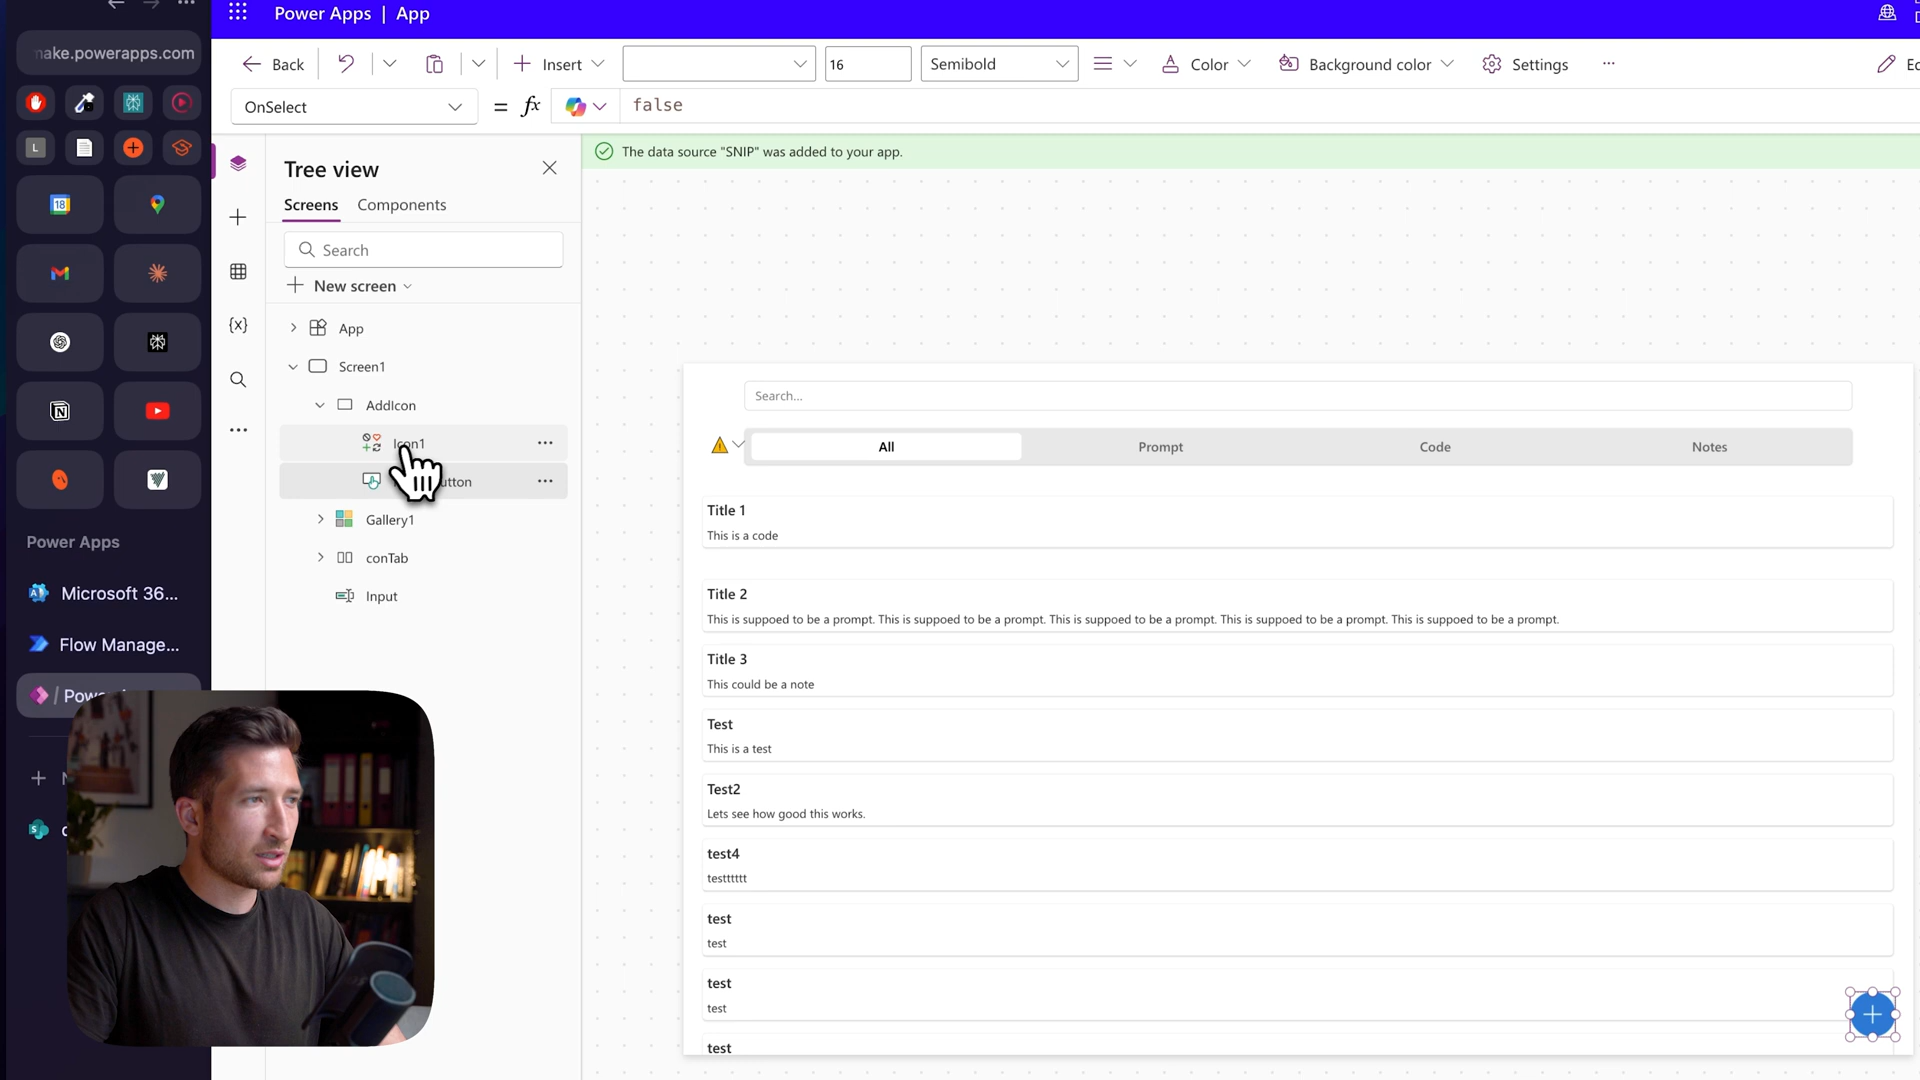 Power Apps | App
make.powerapps.com
Back
Insert
16
Semibold
Color
Background color
Settings
OnSelect
= fx
false
The data source "SNIP" was added to your app.
L
18
Tree view
Screens
Components
Search
New screen
App
Screen1
AddIcon
Icon1
Gallery1
conTab
Input
Power Apps
Microsoft 36...
Flow Manage...
Search...
All
Prompt
Code
Notes
Title 1
This is a code
Title 2
This is suppoed to be a prompt. This is suppoed to be a prompt. This is suppoed to be a prompt. This is suppoed to be a prompt. This is suppoed to be a prompt.
Title 3
This could be a note
Test
This is a test
Test2
Lets see how good this works.
test4
testttttt
test
test
test
test
test